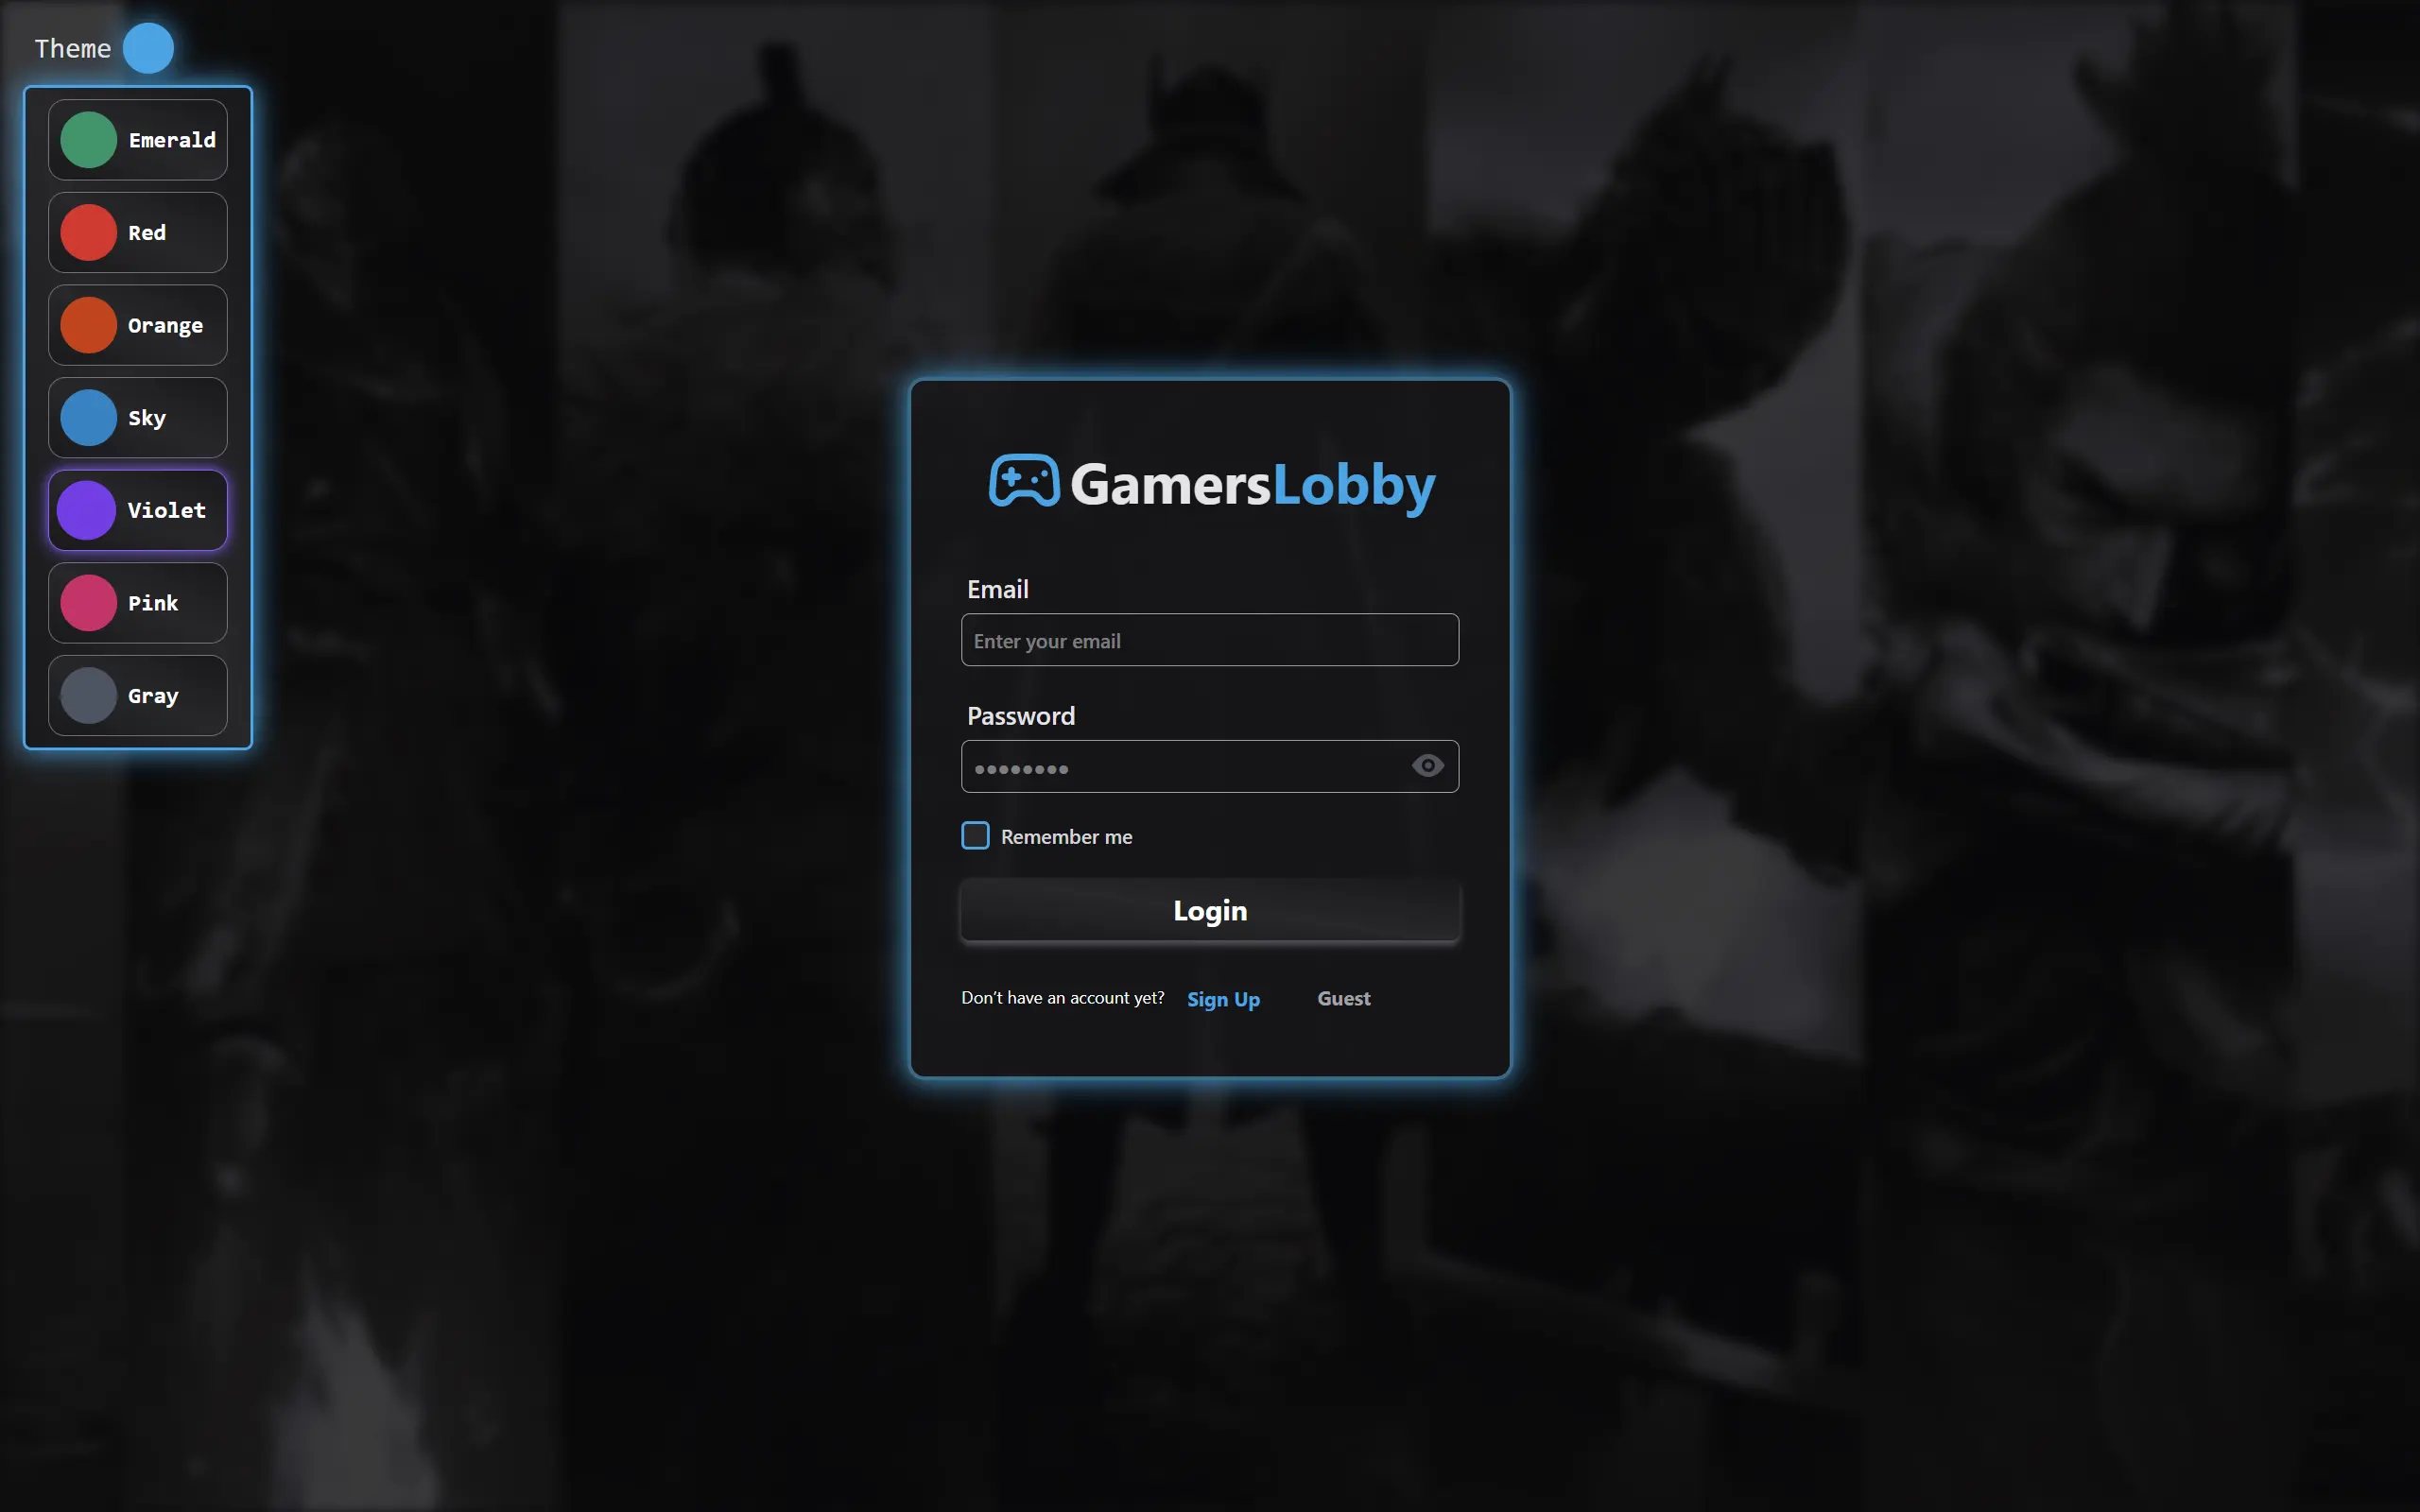 Theme
Emerald
Red
Orange
Sky
Violet
Pink
Gray
GamersLobby
Email
Enter your email
Password
••••••••
Remember me
Login
Don't have an account yet? Sign Up Guest